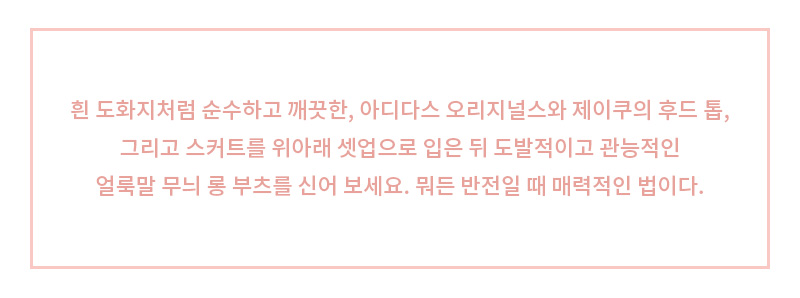 흰 도화지처럼 순수하고 깨끗한, 아디다스 오리지널스와 제이쿠의 후드 톱,
그리고 스커트를 위아래 셋업으로 입은 뒤 도발적이고 관능적인
얼룩말 무늬 롱 부츠를 신어 보세요. 뭐든 반전일 때 매력적인 법이다.